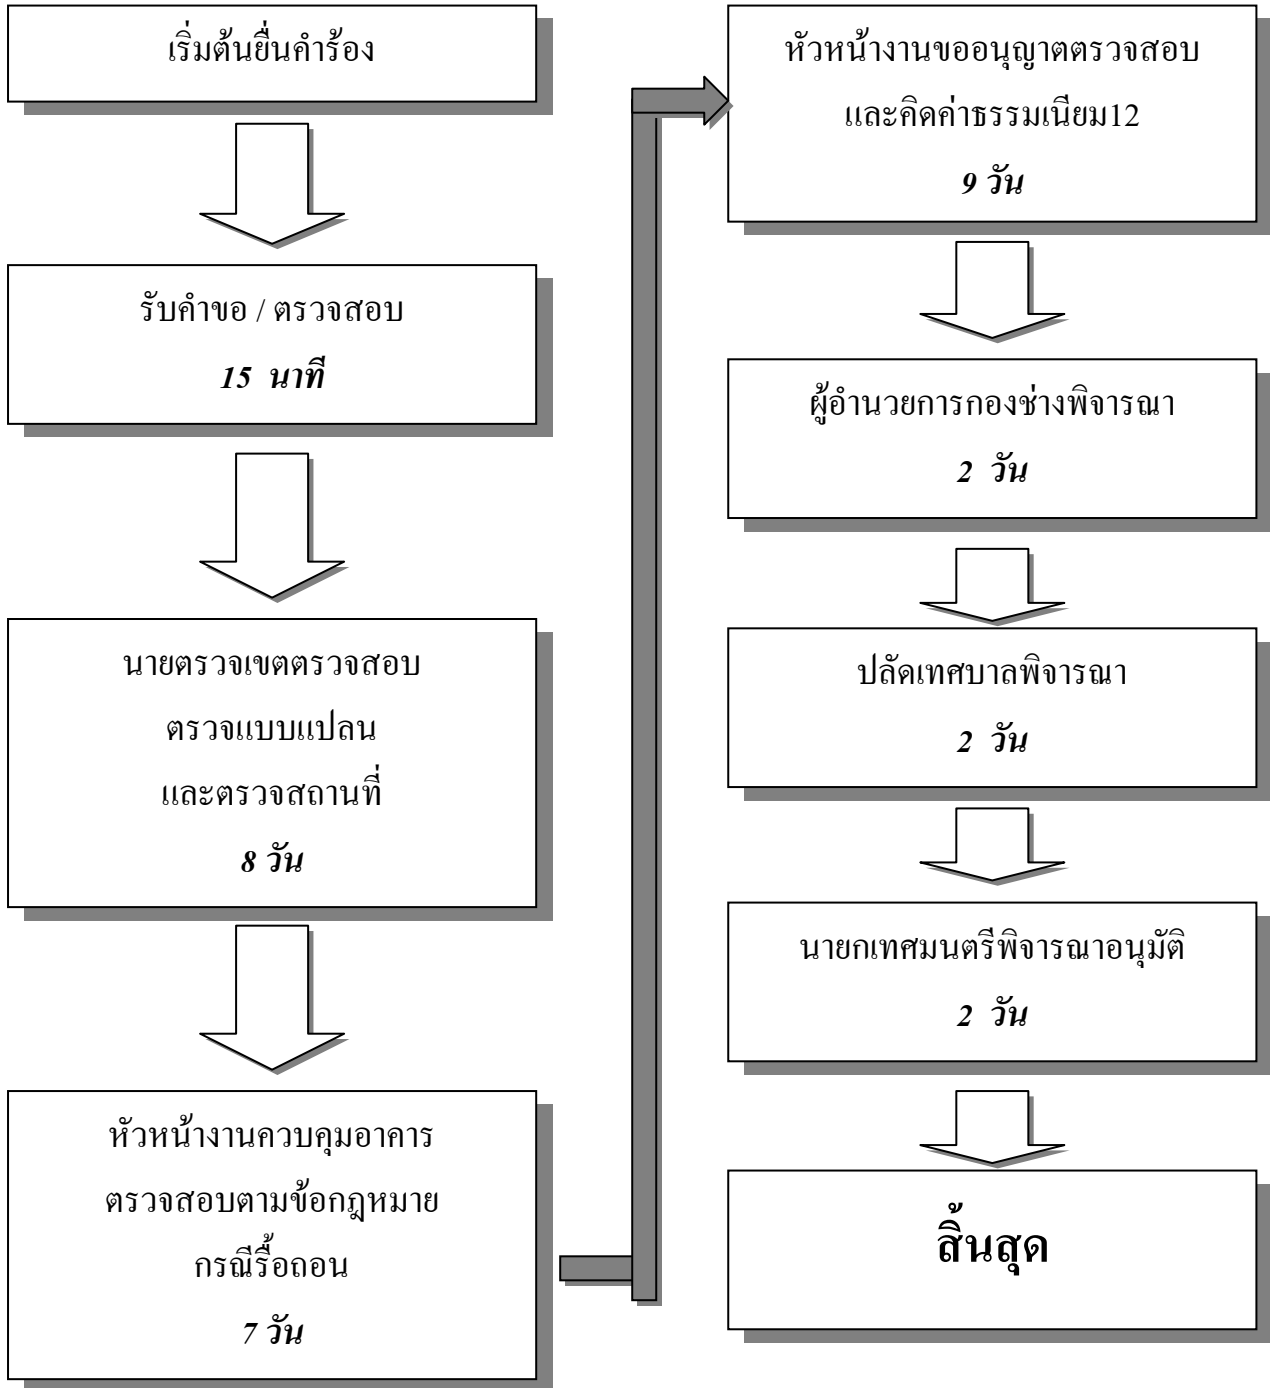 เริ่มต้นยื่นคำร้อง
รับคำขอ / ตรวจสอบ
15 นาที
นายตรวจเขตตรวจสอบ
ตรวจแบบแปลน
และตรวจสถานที่
8 วัน
หัวหน้างานควบคุมอาคาร
ตรวจสอบตามข้อกฎหมาย
กรณีรื้อถอน
7 วัน
หัวหน้างานขออนุญาตตรวจสอบ
และคิดค่าธรรมเนียม12
9 วัน
ผู้อำนวยการกองช่างพิจารณา
2 วัน
ปลัดเทศบาลพิจารณา
2 วัน
นายกเทศมนตรีพิจารณาอนุมัติ
2 วัน
สิ้นสุด